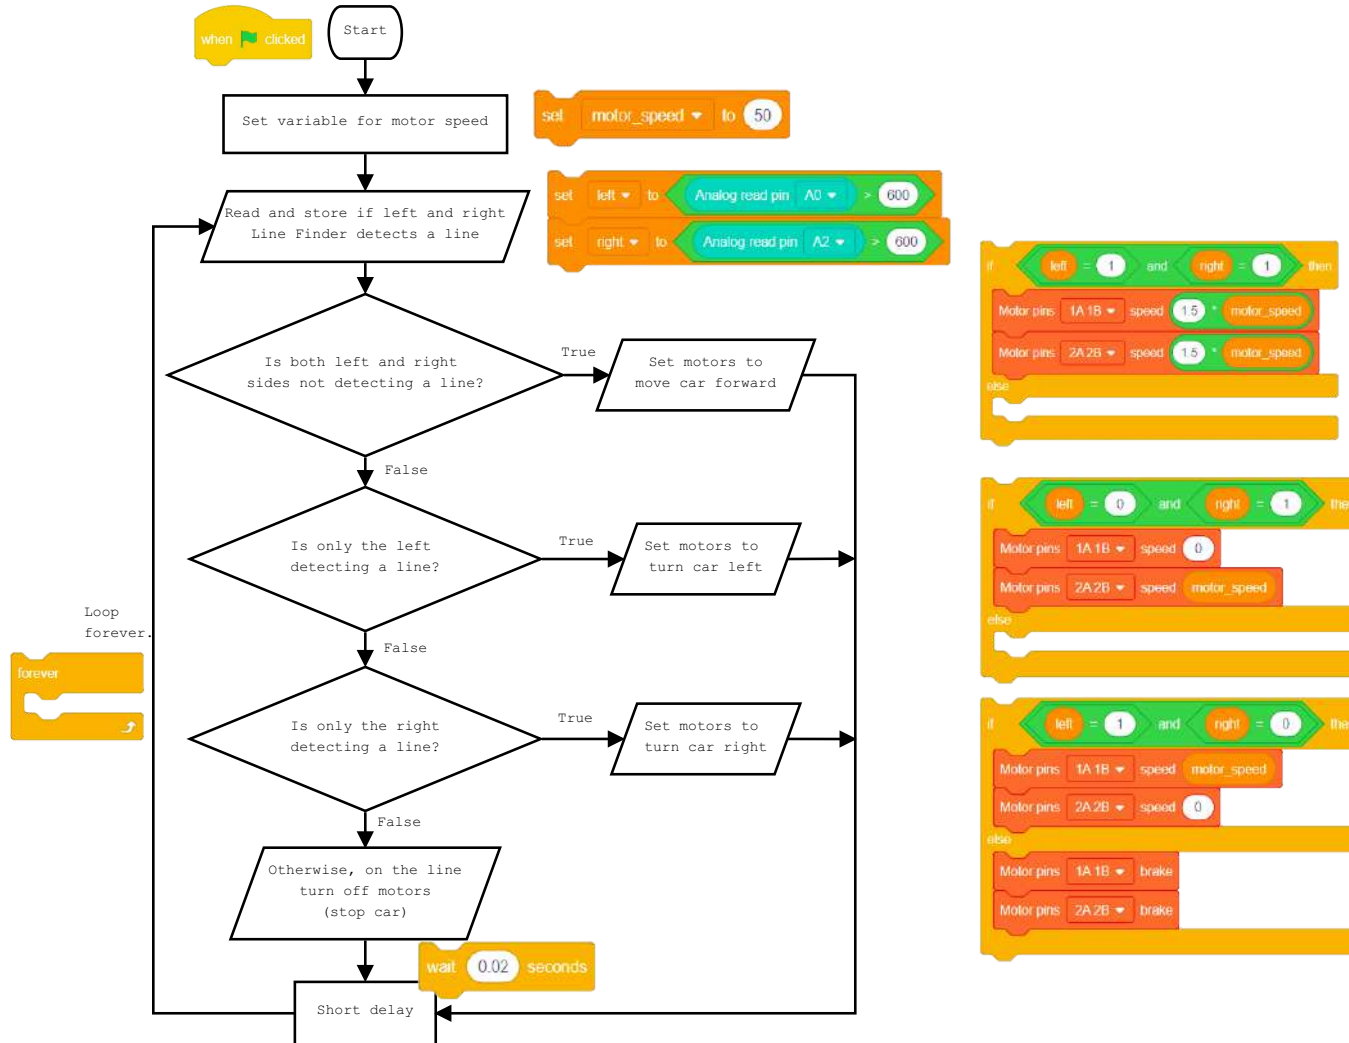 when clicked
Start
Set variable for motor speed
set motor_speed to 50
Read and store if left and right
Line Finder detects a line
set left to Analog read pin A0 > 600
set right to Analog read pin A2 > 600
Is both left and right
sides not detecting a line?
True
Set motors to
move car forward
if left = 1 and right = 1 then
Motor pins 1A 1B speed 1.5 * motor_speed
Motor pins 2A 2B speed 1.5 * motor_speed
else
False
Is only the left
detecting a line?
True
Set motors to
turn car left
if left = 0 and right = 1 the
Motor pins 1A 1B speed 0
Motor pins 2A 2B speed motor_speed
else
Loop
forever.
forever
False
Is only the right
detecting a line?
True
Set motors to
turn car right
if left = 1 and right = 0 the
Motor pins 1A 1B speed motor_speed
Motor pins 2A 2B speed 0
else
Motor pins 1A 1B brake
Motor pins 2A 2B brake
False
Otherwise, on the line
turn off motors
(stop car)
wait 0.02 seconds
Short delay